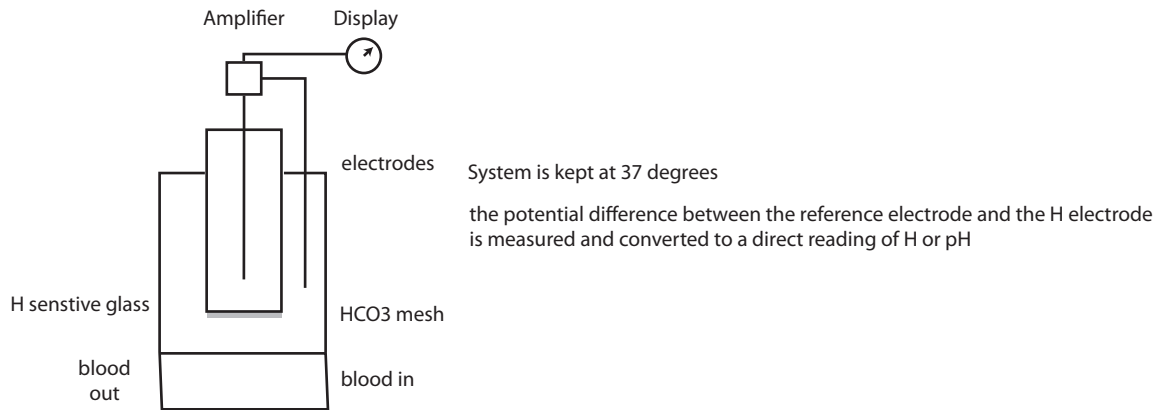 Amplifier
Display
electrodes
System is kept at 37 degrees
the potential difference between the reference electrode and the H electrode
is measured and converted to a direct reading of H or pH
H senstive glass
HCO3 mesh
blood
out
blood in